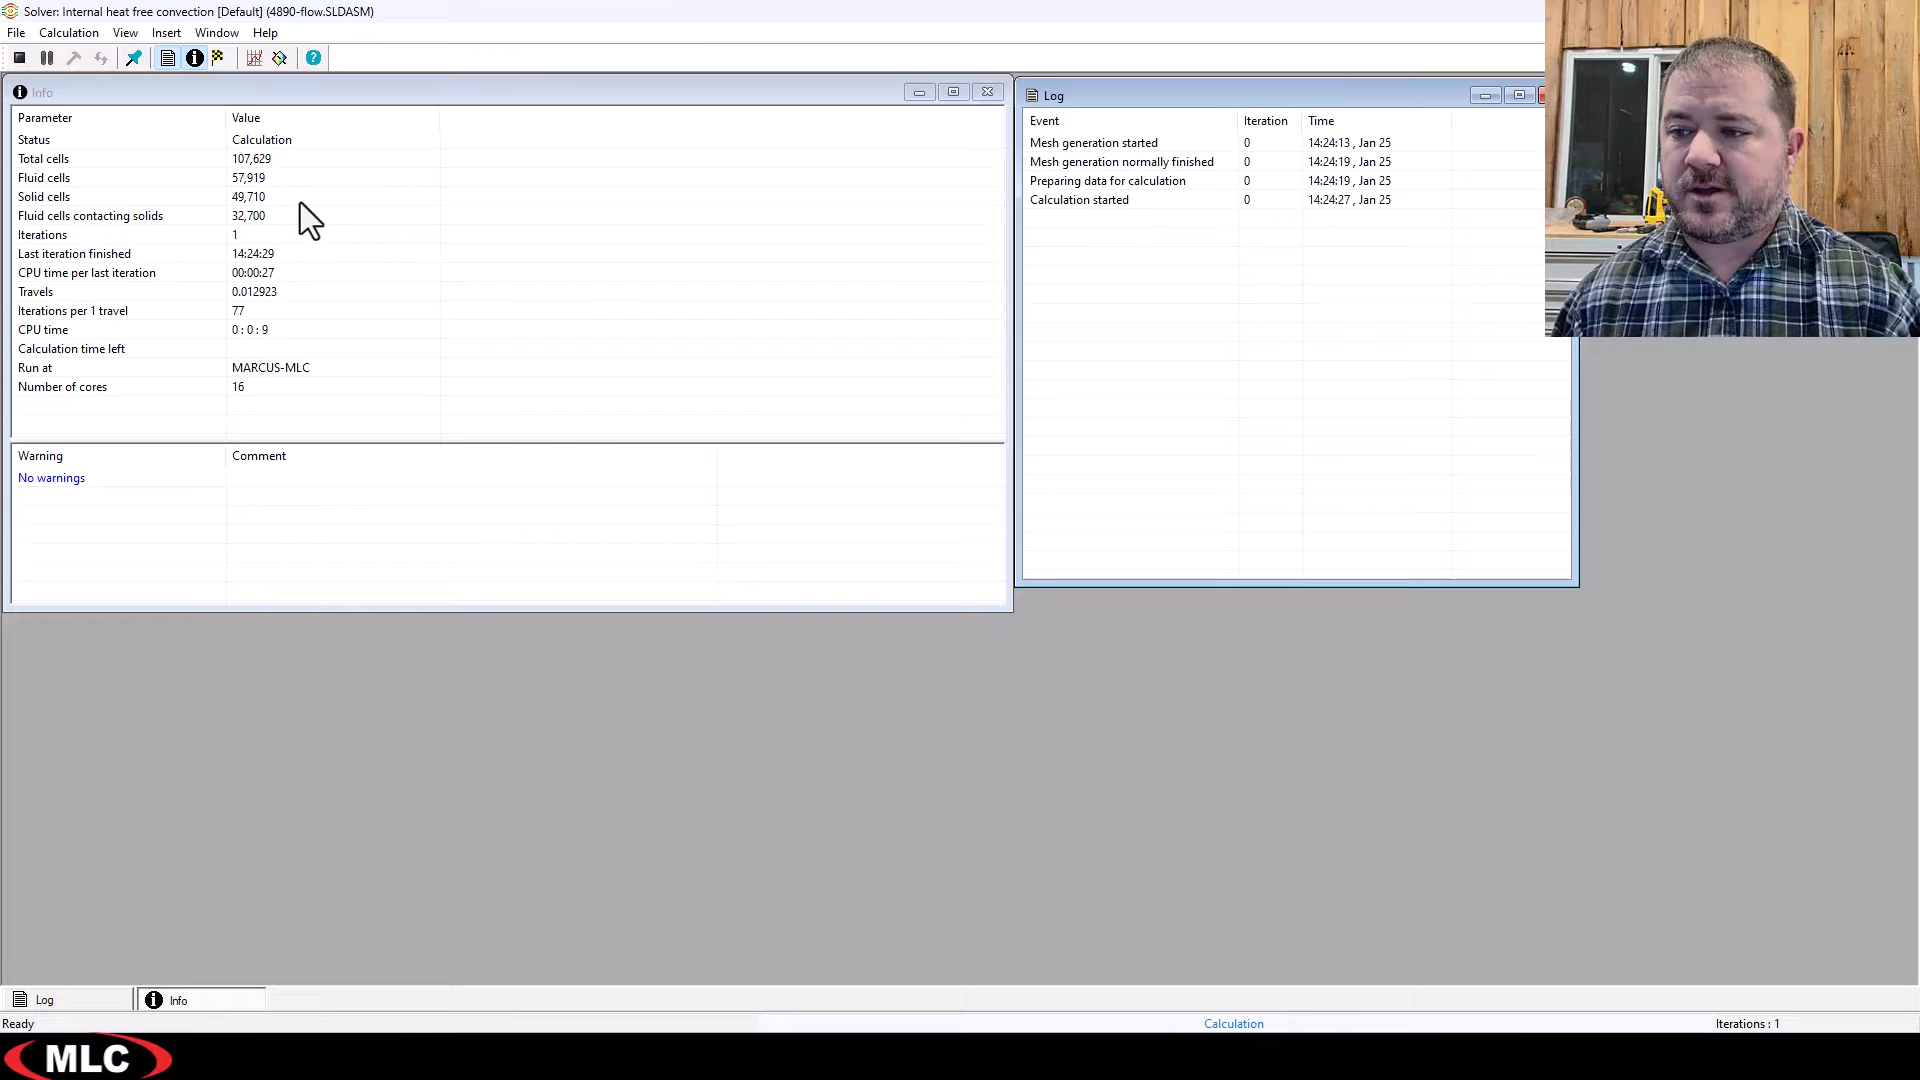 Solver: Internal heat free convection [Default] (4890-flow.SLDASM)
File Calculation View Insert Window Help
Info
Parameter Value
Status Calculation
Total cells 107,629
Fluid cells 57,919
Solid cells 49,710
Fluid cells contacting solids 32,700
Iterations 1
Last iteration finished 14:24:29
CPU time per last iteration 00:00:27
Travels 0.012923
Iterations per 1 travel 77
CPU time 0 : 0 : 9
Calculation time left
Run at MARCUS-MLC
Number of cores 16
Warning Comment
No warnings
Log
Event Iteration Time
Mesh generation started 0 14:24:13 , Jan 25
Mesh generation normally finished 0 14:24:19 , Jan 25
Preparing data for calculation 0 14:24:19 , Jan 25
Calculation started 0 14:24:27 , Jan 25
Log Info
Ready Calculation Iterations : 1
MLC